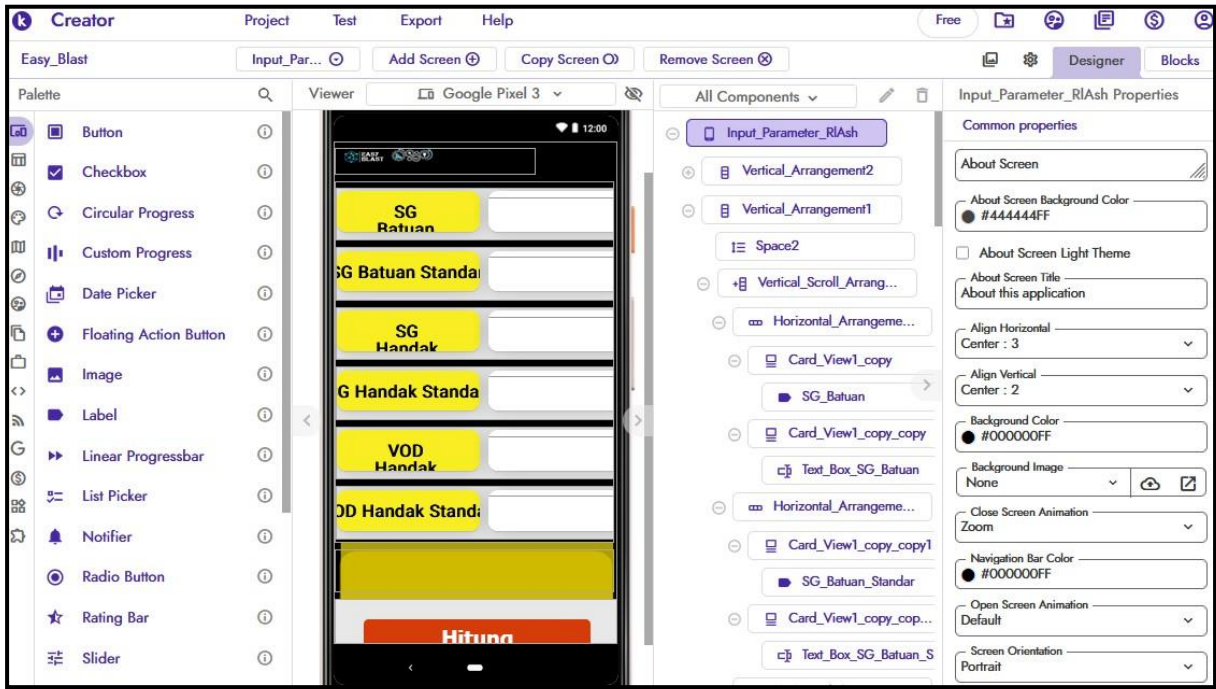 Creator
Project
Test
Export
Help
Free
Easy_Blast
Input_Par...
Add Screen
Copy Screen
Remove Screen
Designer
Blocks
Palette
Button
Checkbox
Circular Progress
Custom Progress
Date Picker
Floating Action Button
Image
Label
Linear Progressbar
List Picker
Notifier
Radio Button
Rating Bar
Slider
Viewer
Google Pixel 3
12:00
EASY
BLAST
SG
Batuan
SG Batuan Standar
SG
Handak
G Handak Standa
VOD
Handak
OD Handak Standa
Hitung
All Components
Input_Parameter_RlAsh
Vertical_Arrangement2
Vertical_Arrangement1
Space2
Vertical_Scroll_Arrang...
Horizontal_Arrangeme...
Card_View1_copy
SG_Batuan
Card_View1_copy_copy
Text_Box_SG_Batuan
Horizontal_Arrangeme...
Card_View1_copy_copy1
SG_Batuan_Standar
Card_View1_copy_cop...
Text_Box_SG_Batuan_S
Input_Parameter_RlAsh Properties
Common properties
About Screen
About Screen Background Color
#444444FF
About Screen Light Theme
About Screen Title
About this application
Align Horizontal
Center : 3
Align Vertical
Center : 2
Background Color
#000000FF
Background Image
None
Close Screen Animation
Zoom
Navigation Bar Color
#000000FF
Open Screen Animation
Default
Screen Orientation
Portrait